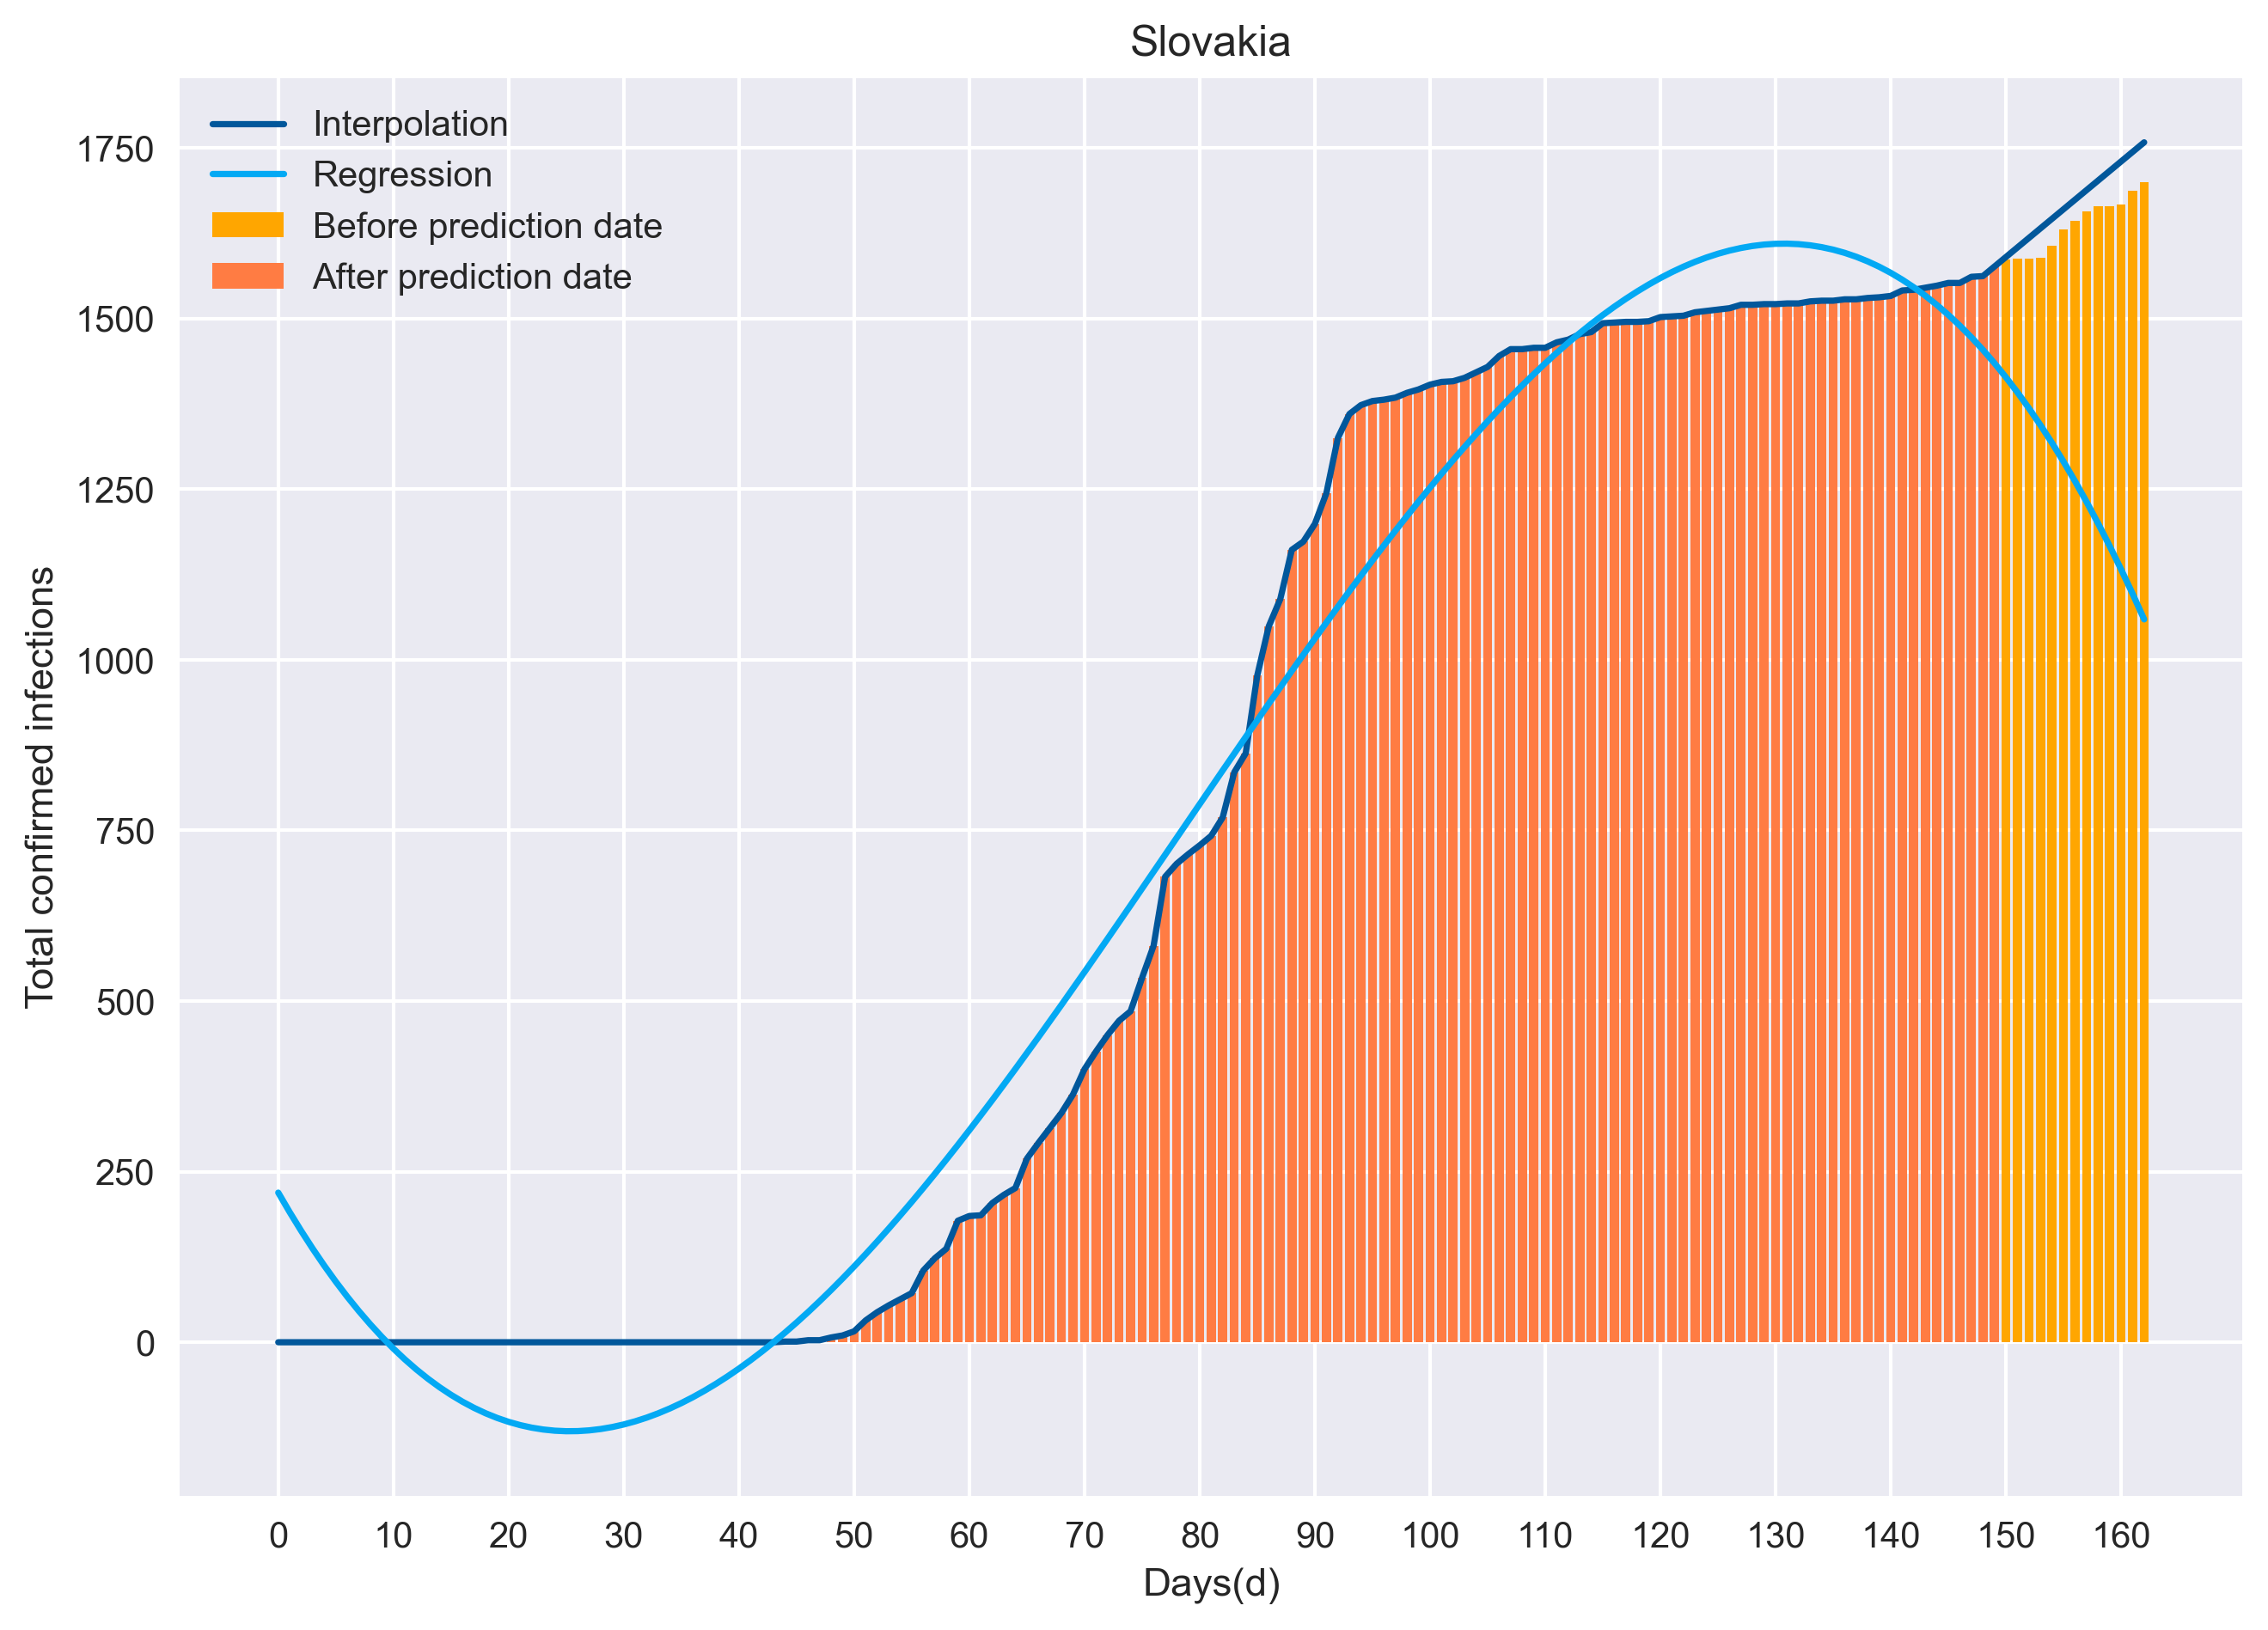 Slovakia
Interpolation
Regression
Before prediction date
After prediction date
1750
1500
1250
1000
750
500
250
0
Total confirmed infections
0 10 20 30 40 50 60 70 80 90 100 110 120 130 140 150 160
Days(d)